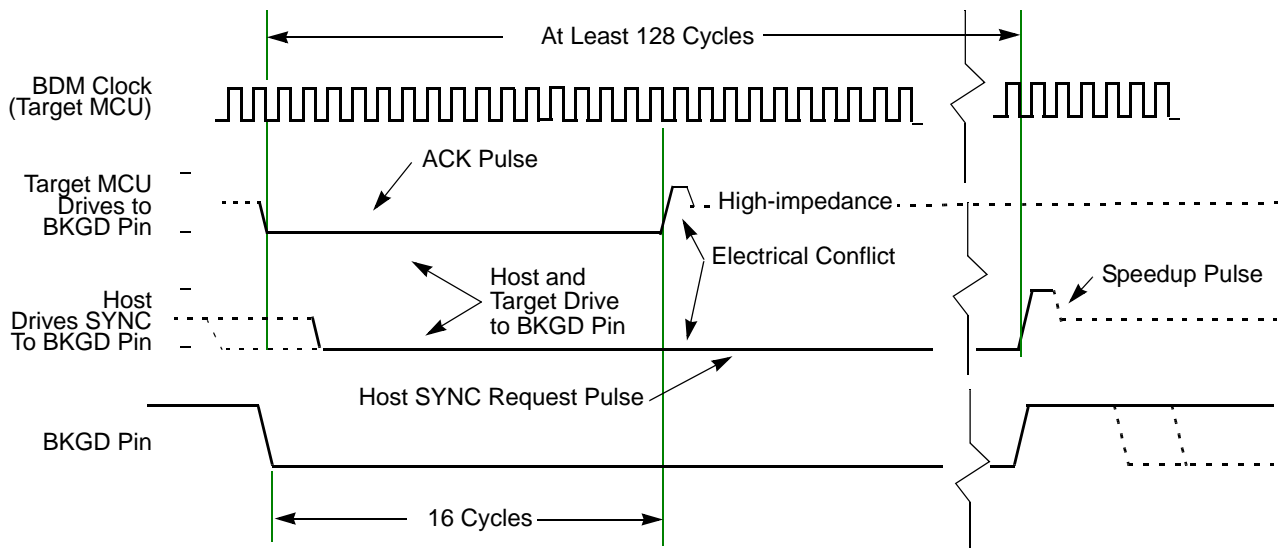 At Least 128 Cycles
BDM Clock
(Target MCU)
ACK Pulse
Target MCU
Drives to
BKGD Pin
High-impedance
Electrical Conflict
Host and
Target Drive
to BKGD Pin
Speedup Pulse
Host
Drives SYNC
To BKGD Pin
Host SYNC Request Pulse
BKGD Pin
16 Cycles